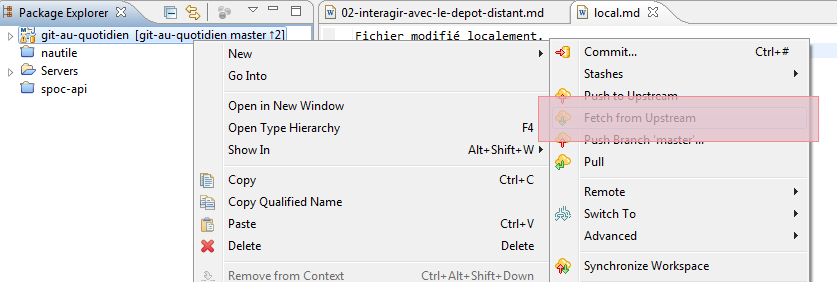 Package Explorer
02-interagir-avec-le-depot-distant.md
local.md
git-au-quotidien [git-au-quotidien master ↑2]
nautile
Servers
spoc-api
Fichier modifié localement.
New
Go Into
Open in New Window
Open Type Hierarchy F4
Show In Alt+Shift+W
Copy Ctrl+C
Copy Qualified Name
Paste Ctrl+V
Delete Delete
Remove from Context Ctrl+Alt+Shift+Down
Commit... Ctrl+#
Stashes
Push to Upstream
Fetch from Upstream
Push Branch 'master'...
Pull
Remote
Switch To
Advanced
Synchronize Workspace